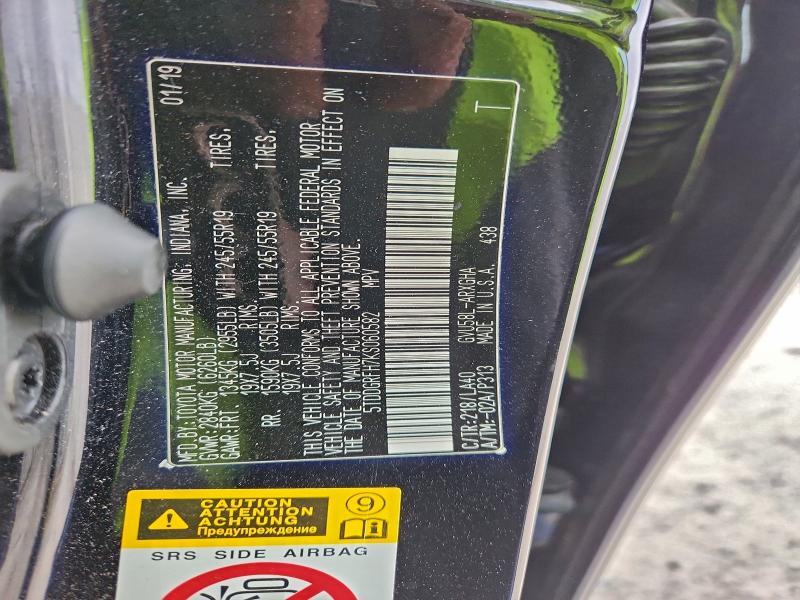 MFD. BY: TOYOTA MOTOR MANUFACTURING, INDIANA, INC. 01/19
GVWR: 2840KG (6260LB)
GAWR: FRT. 1345KG (2955LB) WITH 245/55R19 TIRES,
19X7.5J RIMS,
RR. 1590KG (3505LB) WITH 245/55R19 TIRES,
19X7.5J RIMS,
THIS VEHICLE CONFORMS TO ALL APPLICABLE FEDERAL MOTOR
VEHICLE SAFETY AND THEFT PREVENTION STANDARDS IN EFFECT ON
THE DATE OF MANUFACTURE SHOWN ABOVE.
5TDDGRFH7KS060582 MPV
C/TR:218/LA40 GVU58L-ARXGHA T
A/TM:-02A/P313 MADE IN U.S.A. 438
CAUTION
ATTENTION
ACHTUNG
Предупреждение
9
SRS SIDE AIRBAG